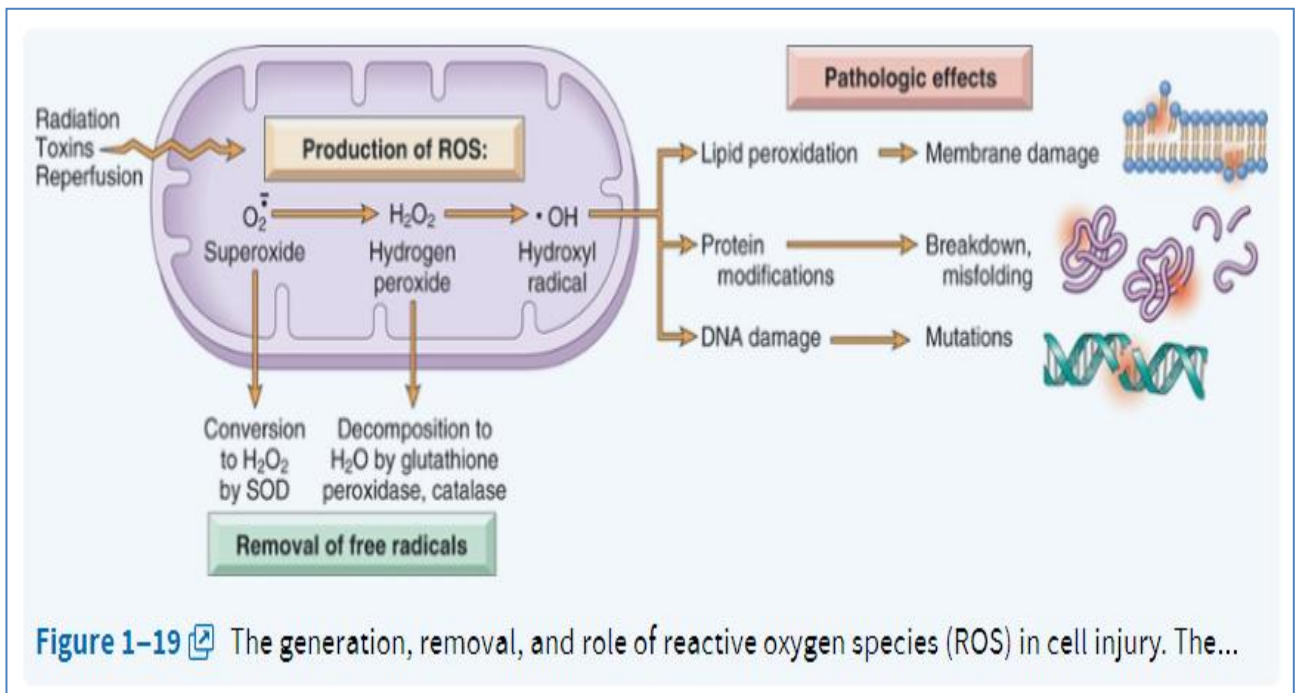 Pathologic effects
Radiation
Toxins
Reperfusion
Production of ROS:
O₂•̄
Superoxide
H₂O₂
Hydrogen
peroxide
• OH
Hydroxyl
radical
Lipid peroxidation
Membrane damage
Protein
modifications
Breakdown,
misfolding
DNA damage
Mutations
Conversion
to H₂O₂
by SOD
Decomposition to
H₂O by glutathione
peroxidase, catalase
Removal of free radicals
Figure 1–19 The generation, removal, and role of reactive oxygen species (ROS) in cell injury. The...